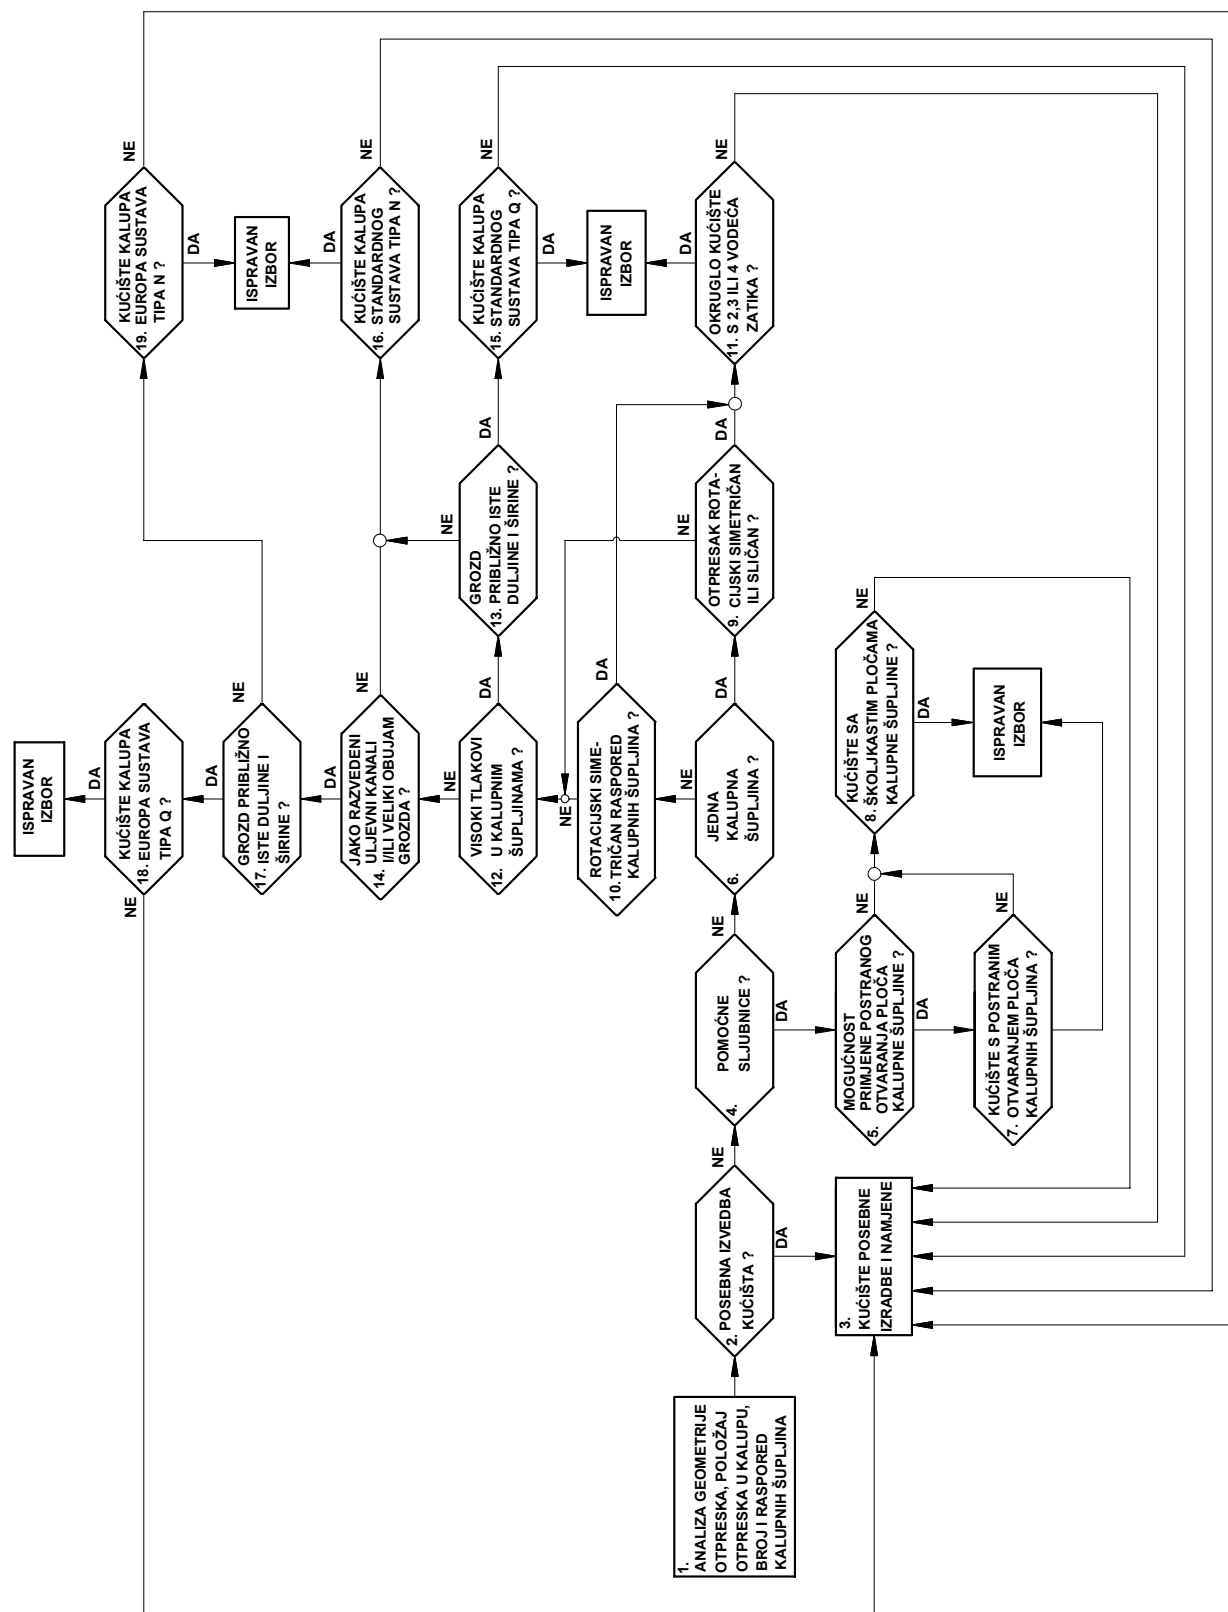 1.
ANALIZA GEOMETRIJE
OTPRESKA, POLOŽAJ
OTPRESKA U KALUPU,
BROJ I RASPORED
KALUPNIH ŠUPLJINA
2. POSEBNA IZVEDBA
KUĆIŠTA ?
NE
DA
3.
KUĆIŠTE POSEBNE
IZRADBE I NAMJENE
POMOĆNE
SLJUBNICE ?
4.
NE
DA
MOGUĆNOST
PRIMJENE POSTRANOG
5. OTVARANJA PLOČA
KALUPNE ŠUPLJINE ?
NE
DA
KUĆIŠTE S POSTRANIM
7. OTVARANJEM PLOČA
KALUPNIH ŠUPLJINA ?
NE
KUĆIŠTE SA
8. ŠKOLJKASTIM PLOČAMA
KALUPNE ŠUPLJINE ?
NE
DA
ISPRAVAN
IZBOR
JEDNA
KALUPNA
6. ŠUPLJINA ?
NE
DA
OTPRESAK ROTA-
9. CIJSKI SIMETRIČAN
ILI SLIČAN ?
NE
DA
ROTACIJSKI SIME-
10. TRIČAN RASPORED
KALUPNIH ŠUPLJINA ?
NE
DA
OKRUGLO KUĆIŠTE
11. S 2,3 ILI 4 VODEĆA
ZATIKA ?
NE
DA
ISPRAVAN
IZBOR
VISOKI TLAKOVI
U KALUPNIM
12. ŠUPLJINAMA ?
NE
DA
GROZD
13. PRIBLIŽNO ISTE
DULJINE I ŠIRINE ?
NE
DA
KUĆIŠTE KALUPA
15. STANDARDNOG
SUSTAVA TIPA Q ?
NE
DA
JAKO RAZVEDENI
ULJEVNI KANALI
14. I/ILI VELIKI OBUJAM
GROZDA ?
NE
DA
KUĆIŠTE KALUPA
16. STANDARDNOG
SUSTAVA TIPA N ?
NE
DA
ISPRAVAN
IZBOR
GROZD PRIBLIŽNO
17. ISTE DULJINE I
ŠIRINE ?
NE
DA
KUĆIŠTE KALUPA
18. EUROPA SUSTAVA
TIPA Q ?
NE
DA
ISPRAVAN
IZBOR
KUĆIŠTE KALUPA
19. EUROPA SUSTAVA
TIPA N ?
NE
DA